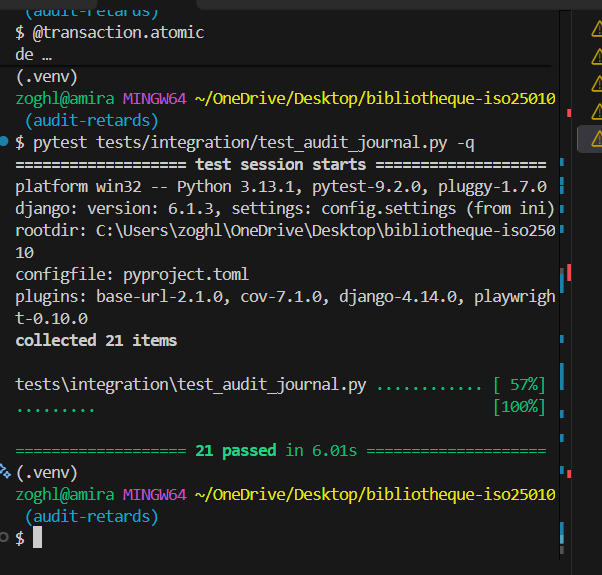 (audit-retards)
$ @transaction.atomic
de …
(.venv)
zoghl@amira MINGW64 ~/OneDrive/Desktop/bibliotheque-iso25010
(audit-retards)
$ pytest tests/integration/test_audit_journal.py -q
=================== test session starts ===================
platform win32 -- Python 3.13.1, pytest-9.2.0, pluggy-1.7.0
django: version: 6.1.3, settings: config.settings (from ini)
rootdir: C:\Users\zoghl\OneDrive\Desktop\bibliotheque-iso250
10
configfile: pyproject.toml
plugins: base-url-2.1.0, cov-7.1.0, django-4.14.0, playwrigh
t-0.10.0
collected 21 items
tests\integration\test_audit_journal.py ............ [ 57%]
......... [100%]
=================== 21 passed in 6.01s ====================
(.venv)
zoghl@amira MINGW64 ~/OneDrive/Desktop/bibliotheque-iso25010
(audit-retards)
$